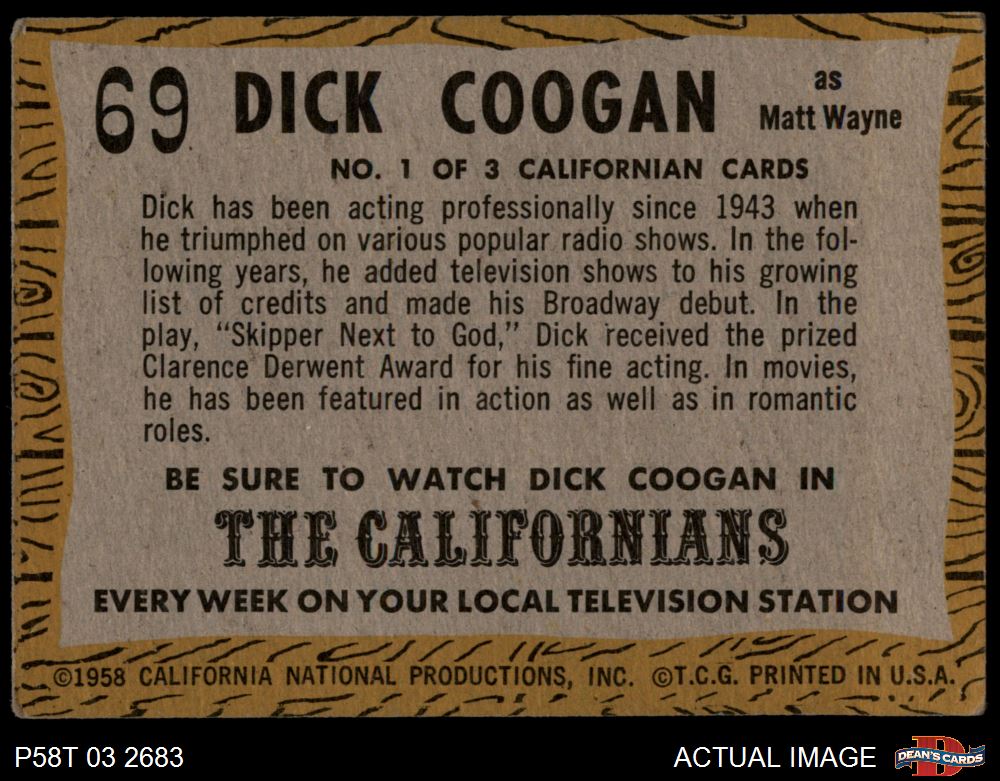 69 DICK COOGAN as
Matt Wayne
NO. 1 OF 3 CALIFORNIAN CARDS
Dick has been acting professionally since 1943 when
he triumphed on various popular radio shows. In the fol-
lowing years, he added television shows to his growing
list of credits and made his Broadway debut. In the
play, “Skipper Next to God,” Dick received the prized
Clarence Derwent Award for his fine acting. In movies,
he has been featured in action as well as in romantic
roles.
BE SURE TO WATCH DICK COOGAN IN
THE CALIFORNIANS
EVERY WEEK ON YOUR LOCAL TELEVISION STATION
©1958 CALIFORNIA NATIONAL PRODUCTIONS, INC. ©T.C.G. PRINTED IN U.S.A.
P58T 03 2683 ACTUAL IMAGE DEAN'S CARDS